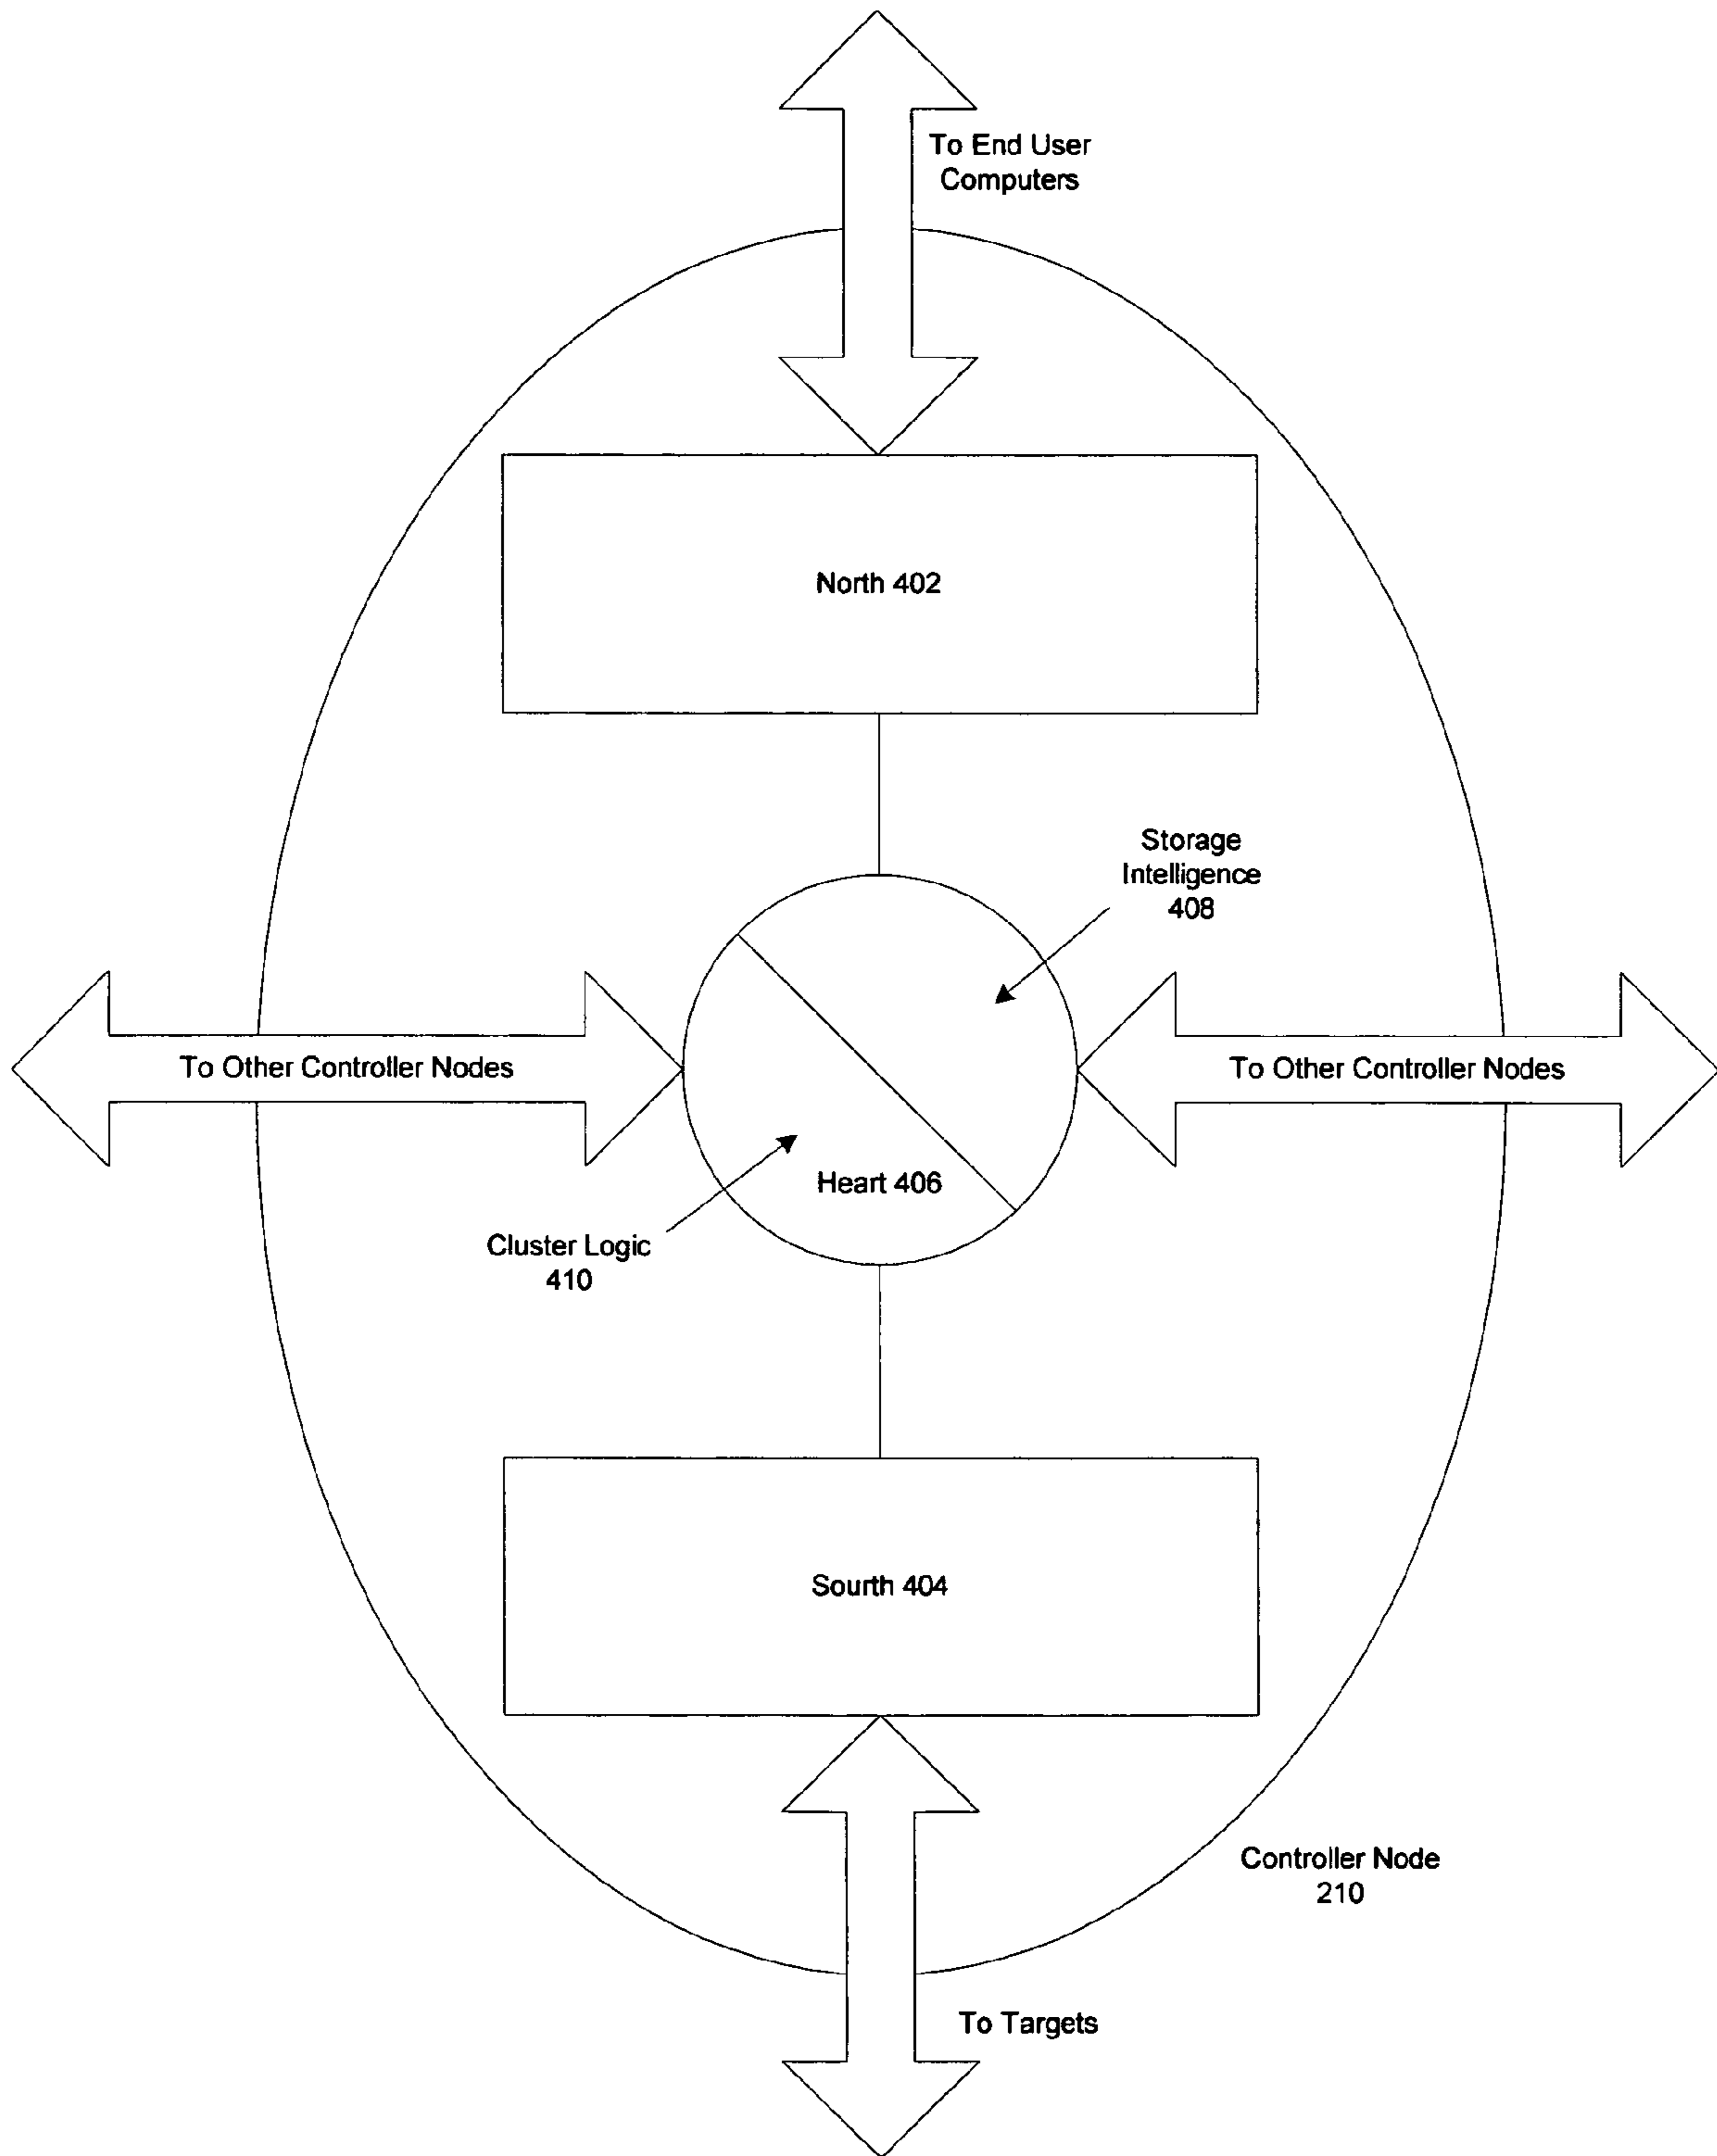 To End User
Computers
North 402
Storage
Intelligence
408
To Other Controller Nodes
To Other Controller Nodes
Heart 406
Cluster Logic
410
Sourth 404
Controller Node
210
To Targets